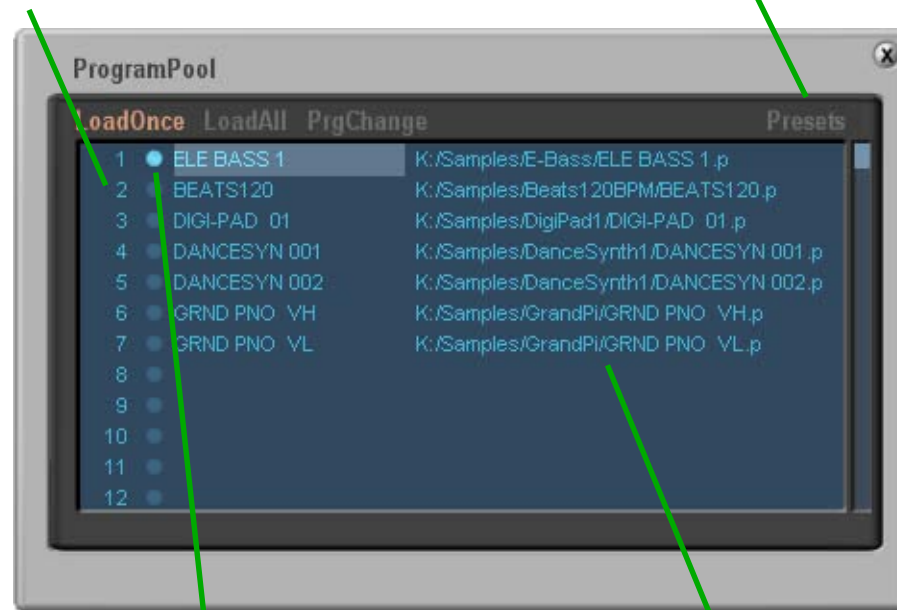 ProgramPool
LoadOnce LoadAll PrgChange Presets
1 ELE BASS 1 K:/Samples/E-Bass/ELE BASS 1.p
2 BEATS120 K:/Samples/Beats120BPM/BEATS120.p
3 DIGI-PAD 01 K:/Samples/DigiPad1/DIGI-PAD 01.p
4 DANCESYN 001 K:/Samples/DanceSynth1/DANCESYN 001.p
5 DANCESYN 002 K:/Samples/DanceSynth1/DANCESYN 002.p
6 GRND PNO VH K:/Samples/GrandPi/GRND PNO VH.p
7 GRND PNO VL K:/Samples/GrandPi/GRND PNO VL.p
8
9
10
11
12